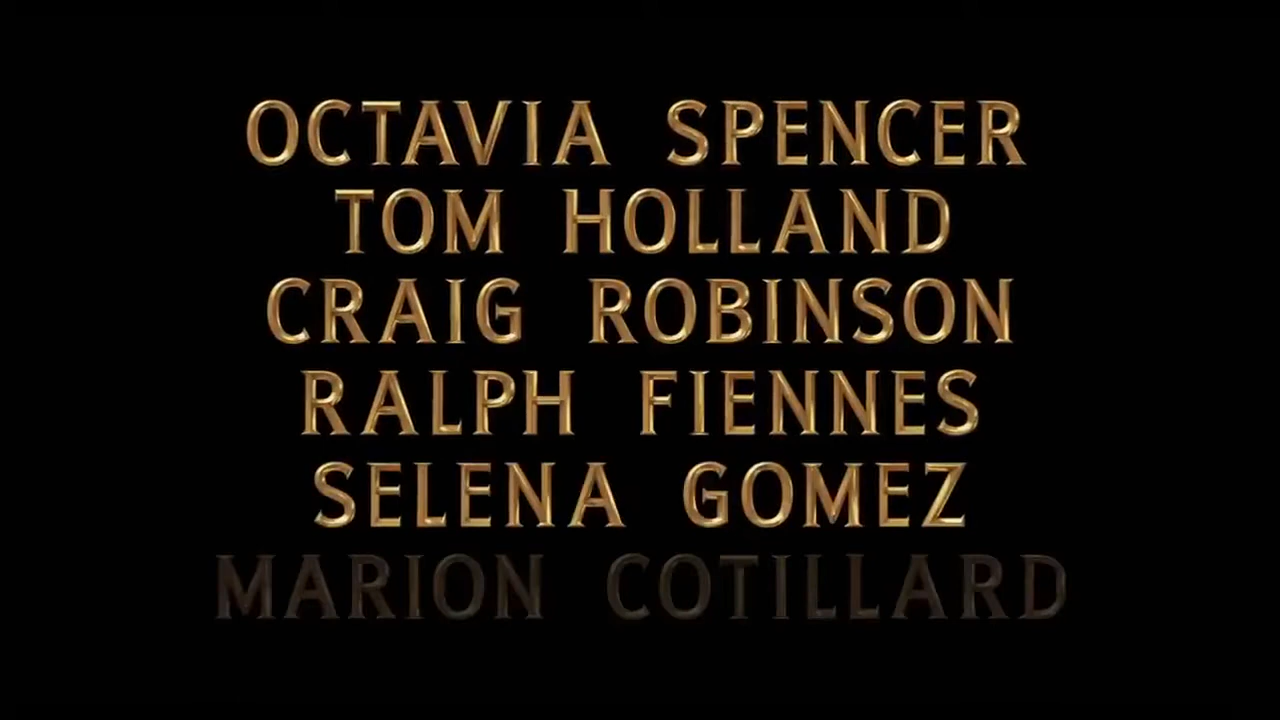 OCTAVIA SPENCER
TOM HOLLAND
CRAIG ROBINSON
RALPH FIENNES
SELENA GOMEZ
MARION COTILLARD